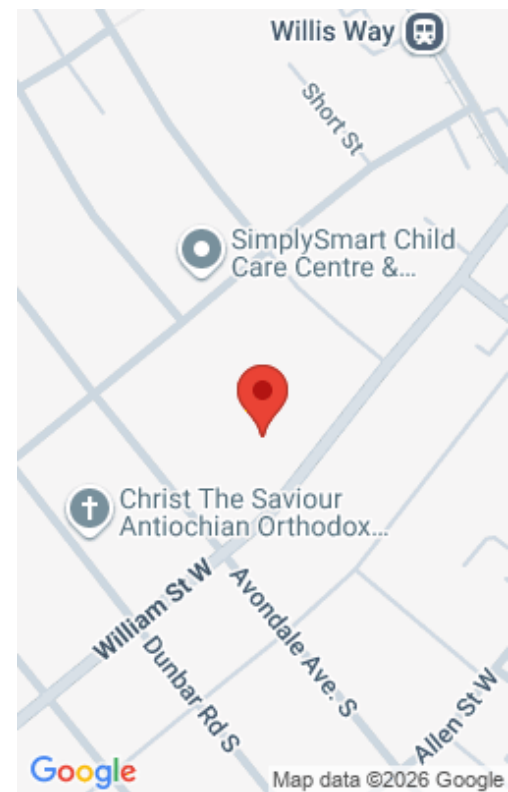 Willis Way
Short St
SimplySmart Child
Care Centre &...
Christ The Saviour
Antiochian Orthodox...
William St W
Avondale Ave. S
Dunbar Rd S
Allen St W
Google
Map data ©2026 Google